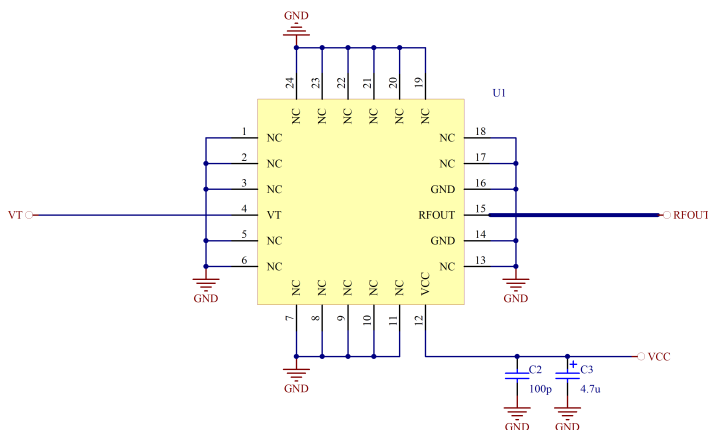 GND
24 23 22 21 20 19
U1
NC NC NC NC NC NC
1 NC NC 18
2 NC NC 17
3 NC GND 16
VT 4 VT RFOUT 15 RFOUT
5 NC GND 14
6 NC NC 13
GND GND
NC NC NC NC NC VCC
7 8 9 10 11 12
VCC
GND
C2 C3
100p 4.7u
GND GND